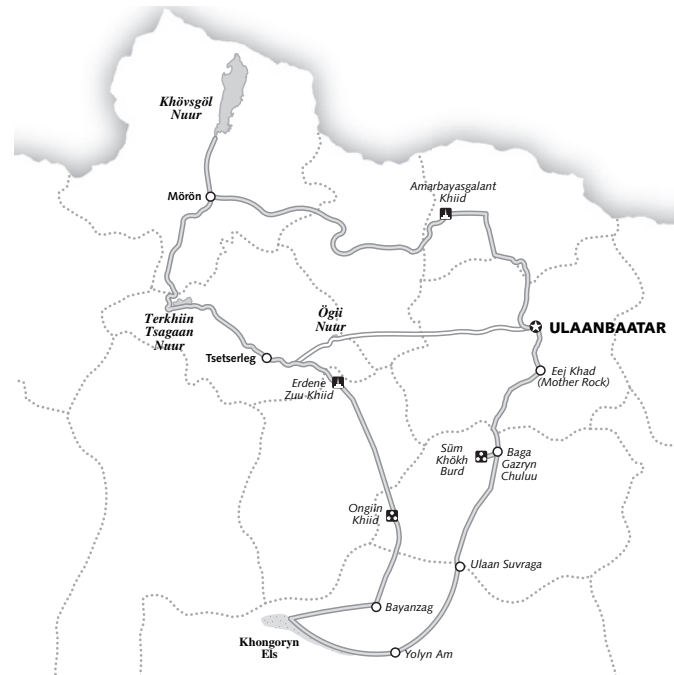 Khövsgöl
Nuur
Mörön
Amarbayasgalant
Khiid
Terkhiin
Tsagaan
Nuur
Ögii
Nuur
ULAANBAATAR
Tsetserleg
Erdene
Zuu Khiid
Eej Khad
(Mother Rock)
Süm
Khökh
Burd
Baga
Gazryn
Chuluu
Ongiin
Khiid
Ulaan Suvraga
Bayanzag
Khongoryn
Els
Yolyn Am